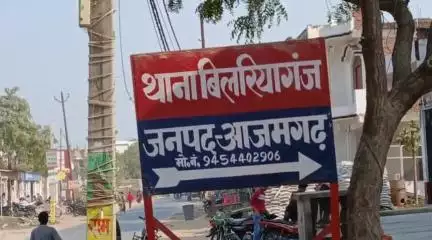 थाना बिलरियागंज
जनपद-आजमगढ़
मो.नं. 9454402906